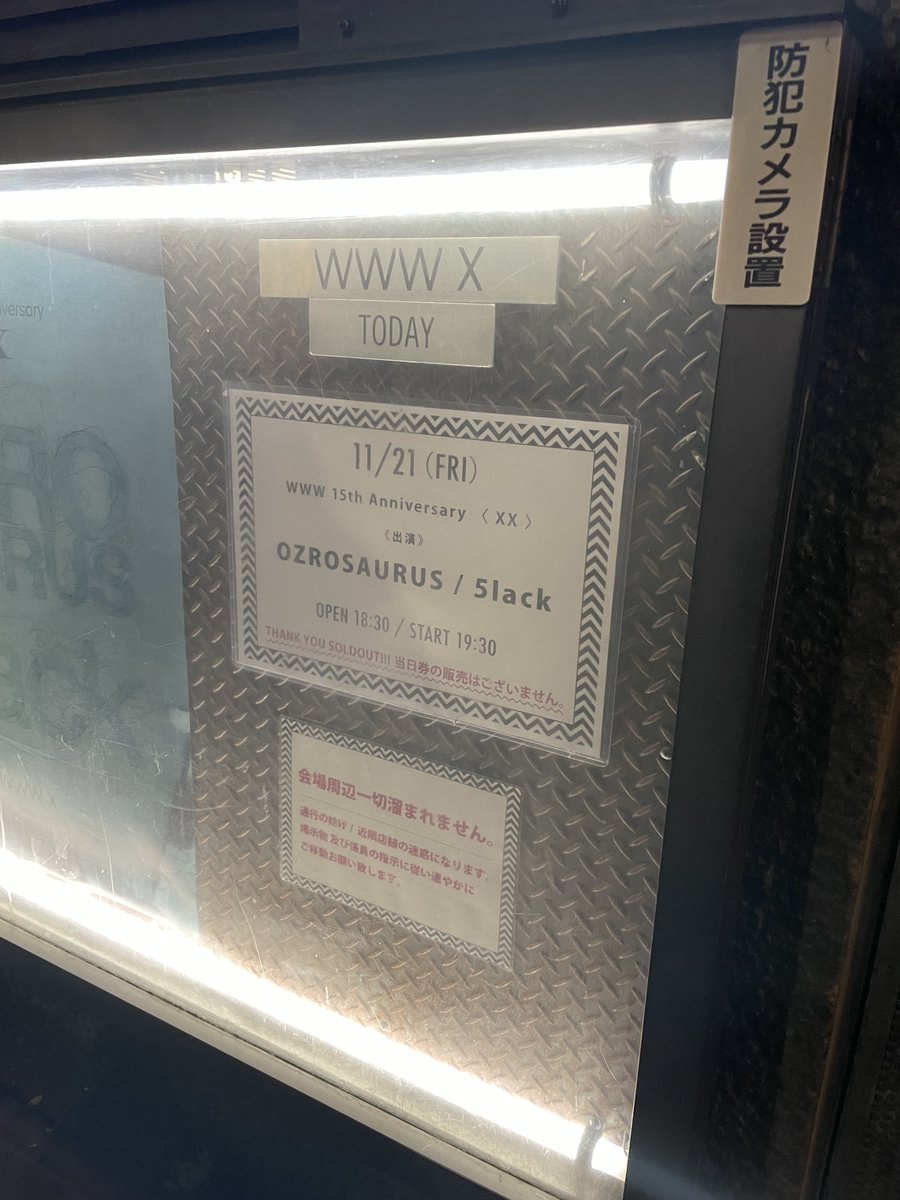 防犯カメラ設置
WWW X
TODAY
11/21 (FRI)
WWW 15th Anniversary 〈 XX 〉
《出演》
OZROSAURUS / 5lack
OPEN 18:30 / START 19:30
THANK YOU SOLDOUT!!! 当日券の販売はございません。
会場周辺一切溜まれません。
通行の妨げ / 近隣店舗の迷惑になります。
掲示物 及び係員の指示に従い速やかに
ご移動お願い致します。